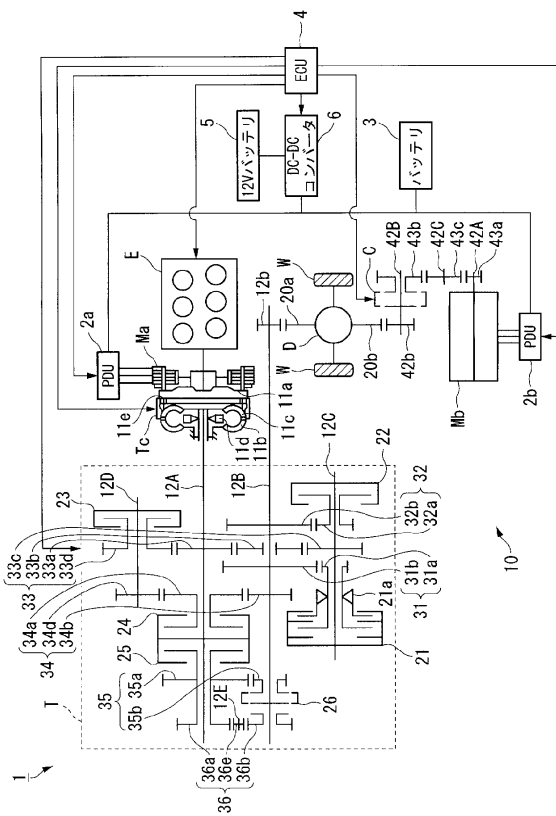 1
T
10
36a
36e
36b
36
35
35a
35b
12E
26
25
24
34
34a
34d
34b
33
33c
33b
33a
33d
23
12D
12A
12B
12C
22
32
32b
32a
31
31b
31a
21a
21
Tc
11e
11a
11c
11b
11d
Ma
2a
PDU
E
12b
20a
W
D
W
20b
42b
C
42B
43b
42C
43c
42A
43a
Mb
PDU
2b
4
ECU
5
12Vバッテリ
DC-DC
コンバータ
6
3
バッテリ